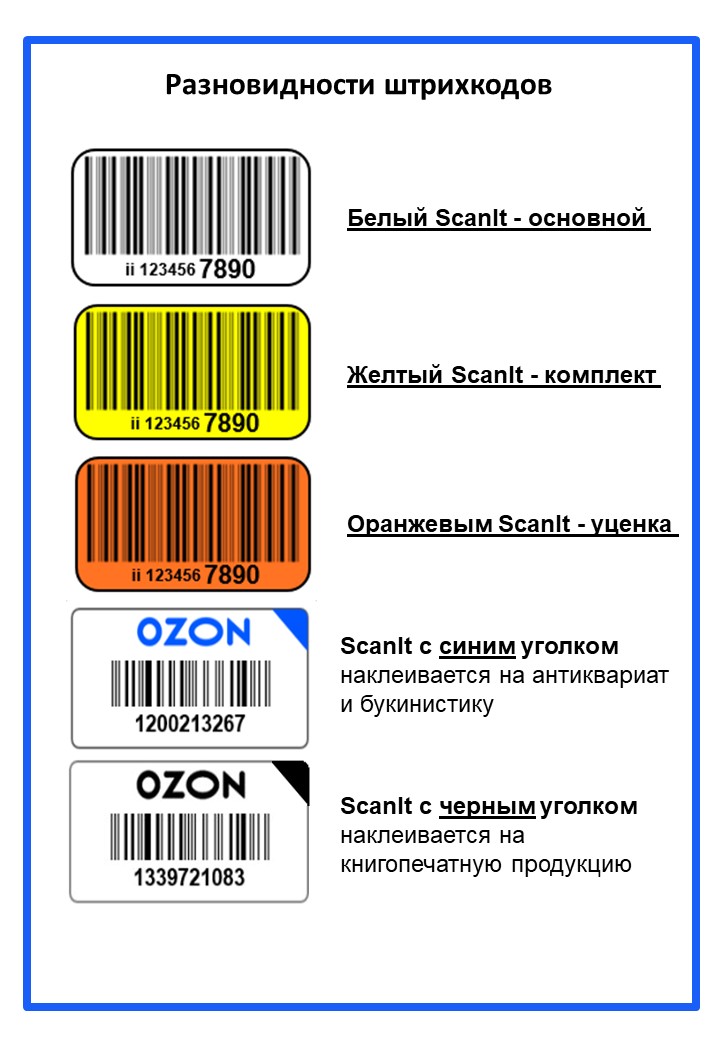 Разновидности штрихкодов
ii 123456 7890
Белый ScanIt - основной
ii 123456 7890
Желтый ScanIt - комплект
ii 123456 7890
Оранжевым ScanIt - уценка
OZON
1200213267
ScanIt с синим уголком
наклеивается на антиквариат
и букинистику
OZON
1339721083
ScanIt с черным уголком
наклеивается на
книгопечатную продукцию